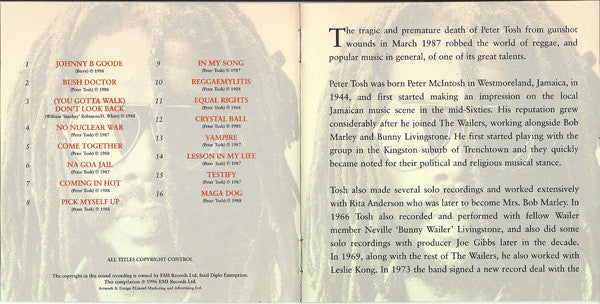 1 JOHNNY B GOODE
(Berry) ℗ 1988
2 BUSH DOCTOR
(Peter Tosh) ℗ 1988
3 (YOU GOTTA WALK)
DON'T LOOK BACK
(William 'Smokey' Robinson/D. White) ℗ 1988
4 NO NUCLEAR WAR
(Peter Tosh) ℗ 1987
5 COME TOGETHER
(Peter Tosh) ℗ 1987
6 NA GOA JAIL
(Peter Tosh) ℗ 1987
7 COMING IN HOT
(Peter Tosh) ℗ 1988
8 PICK MYSELF UP
(Peter Tosh) ℗ 1988
9 IN MY SONG
(Peter Tosh) ℗ 1987
10 REGGAEMYLITIS
(Peter Tosh) ℗ 1988
11 EQUAL RIGHTS
(Peter Tosh) ℗ 1988
12 CRYSTAL BALL
(Peter Tosh) ℗ 1988
13 VAMPIRE
(Peter Tosh) ℗ 1987
14 LESSON IN MY LIFE
(Peter Tosh) ℗ 1987
15 TESTIFY
(Peter Tosh) ℗ 1987
16 MAGA DOG
(Peter Tosh) ℗ 1988
ALL TITLES COPYRIGHT CONTROL
The copyright in this sound recording is owned by EMI Records Ltd, Intel Diplo Enterprises.
This compilation ℗ 1996 EMI Records Ltd.
Artwork & Design Marketing and Advertising Ltd.
The tragic and premature death of Peter Tosh from gunshot
wounds in March 1987 robbed the world of reggae, and
popular music in general, of one of its great talents.
Peter Tosh was born Peter McIntosh in Westmoreland, Jamaica, in
1944, and first started making an impression on the local
Jamaican music scene in the mid-Sixties. His reputation grew
considerably after he joined The Wailers, working alongside Bob
Marley and Bunny Livingstone. He first started playing with the
group in the Kingston suburb of Trenchtown and they quickly
became noted for their political and religious musical stance.
Tosh also made several solo recordings and worked extensively
with Rita Anderson who was later to become Mrs. Bob Marley. In
1966 Tosh also recorded and performed with fellow Wailer
member Neville 'Bunny Wailer' Livingstone, and also did some
solo recordings with producer Joe Gibbs later in the decade.
In 1969, along with the rest of The Wailers, he also worked with
Leslie Kong. In 1973 the band signed a new record deal with the